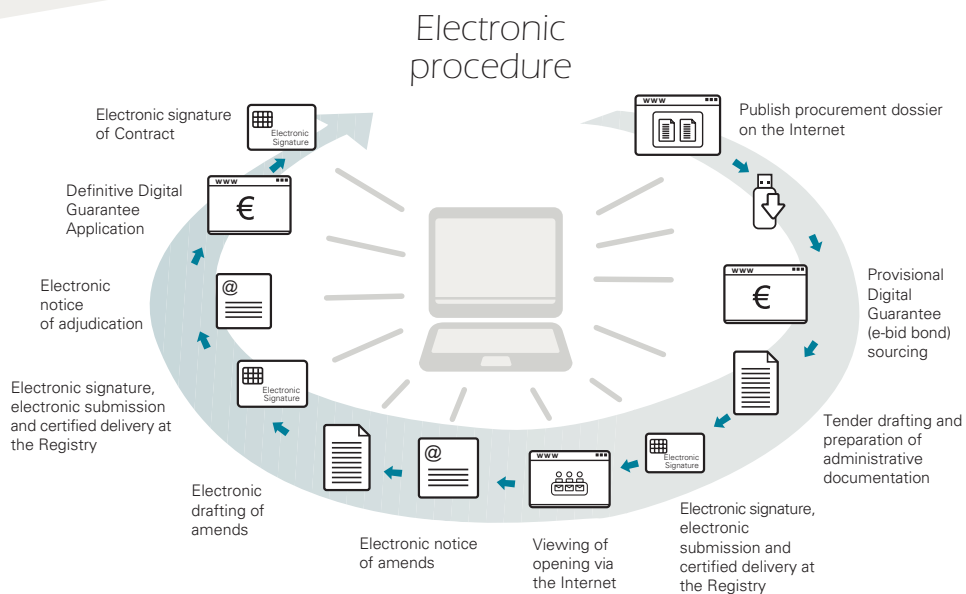 Electronic
procedure
WWW
Publish procurement dossier
on the Internet
WWW
€
Provisional
Digital
Guarantee
(e-bid bond)
sourcing
Tender drafting and
preparation of
administrative
documentation
Electronic
Signature
Electronic signature,
electronic
submission and
certified delivery at
the Registry
WWW
Viewing of
opening via
the Internet
@
Electronic notice
of amends
Electronic
drafting of
amends
Electronic
Signature
Electronic signature,
electronic submission
and certified delivery at
the Registry
@
Electronic
notice
of adjudication
WWW
€
Definitive Digital
Guarantee
Application
Electronic
Signature
Electronic signature
of Contract